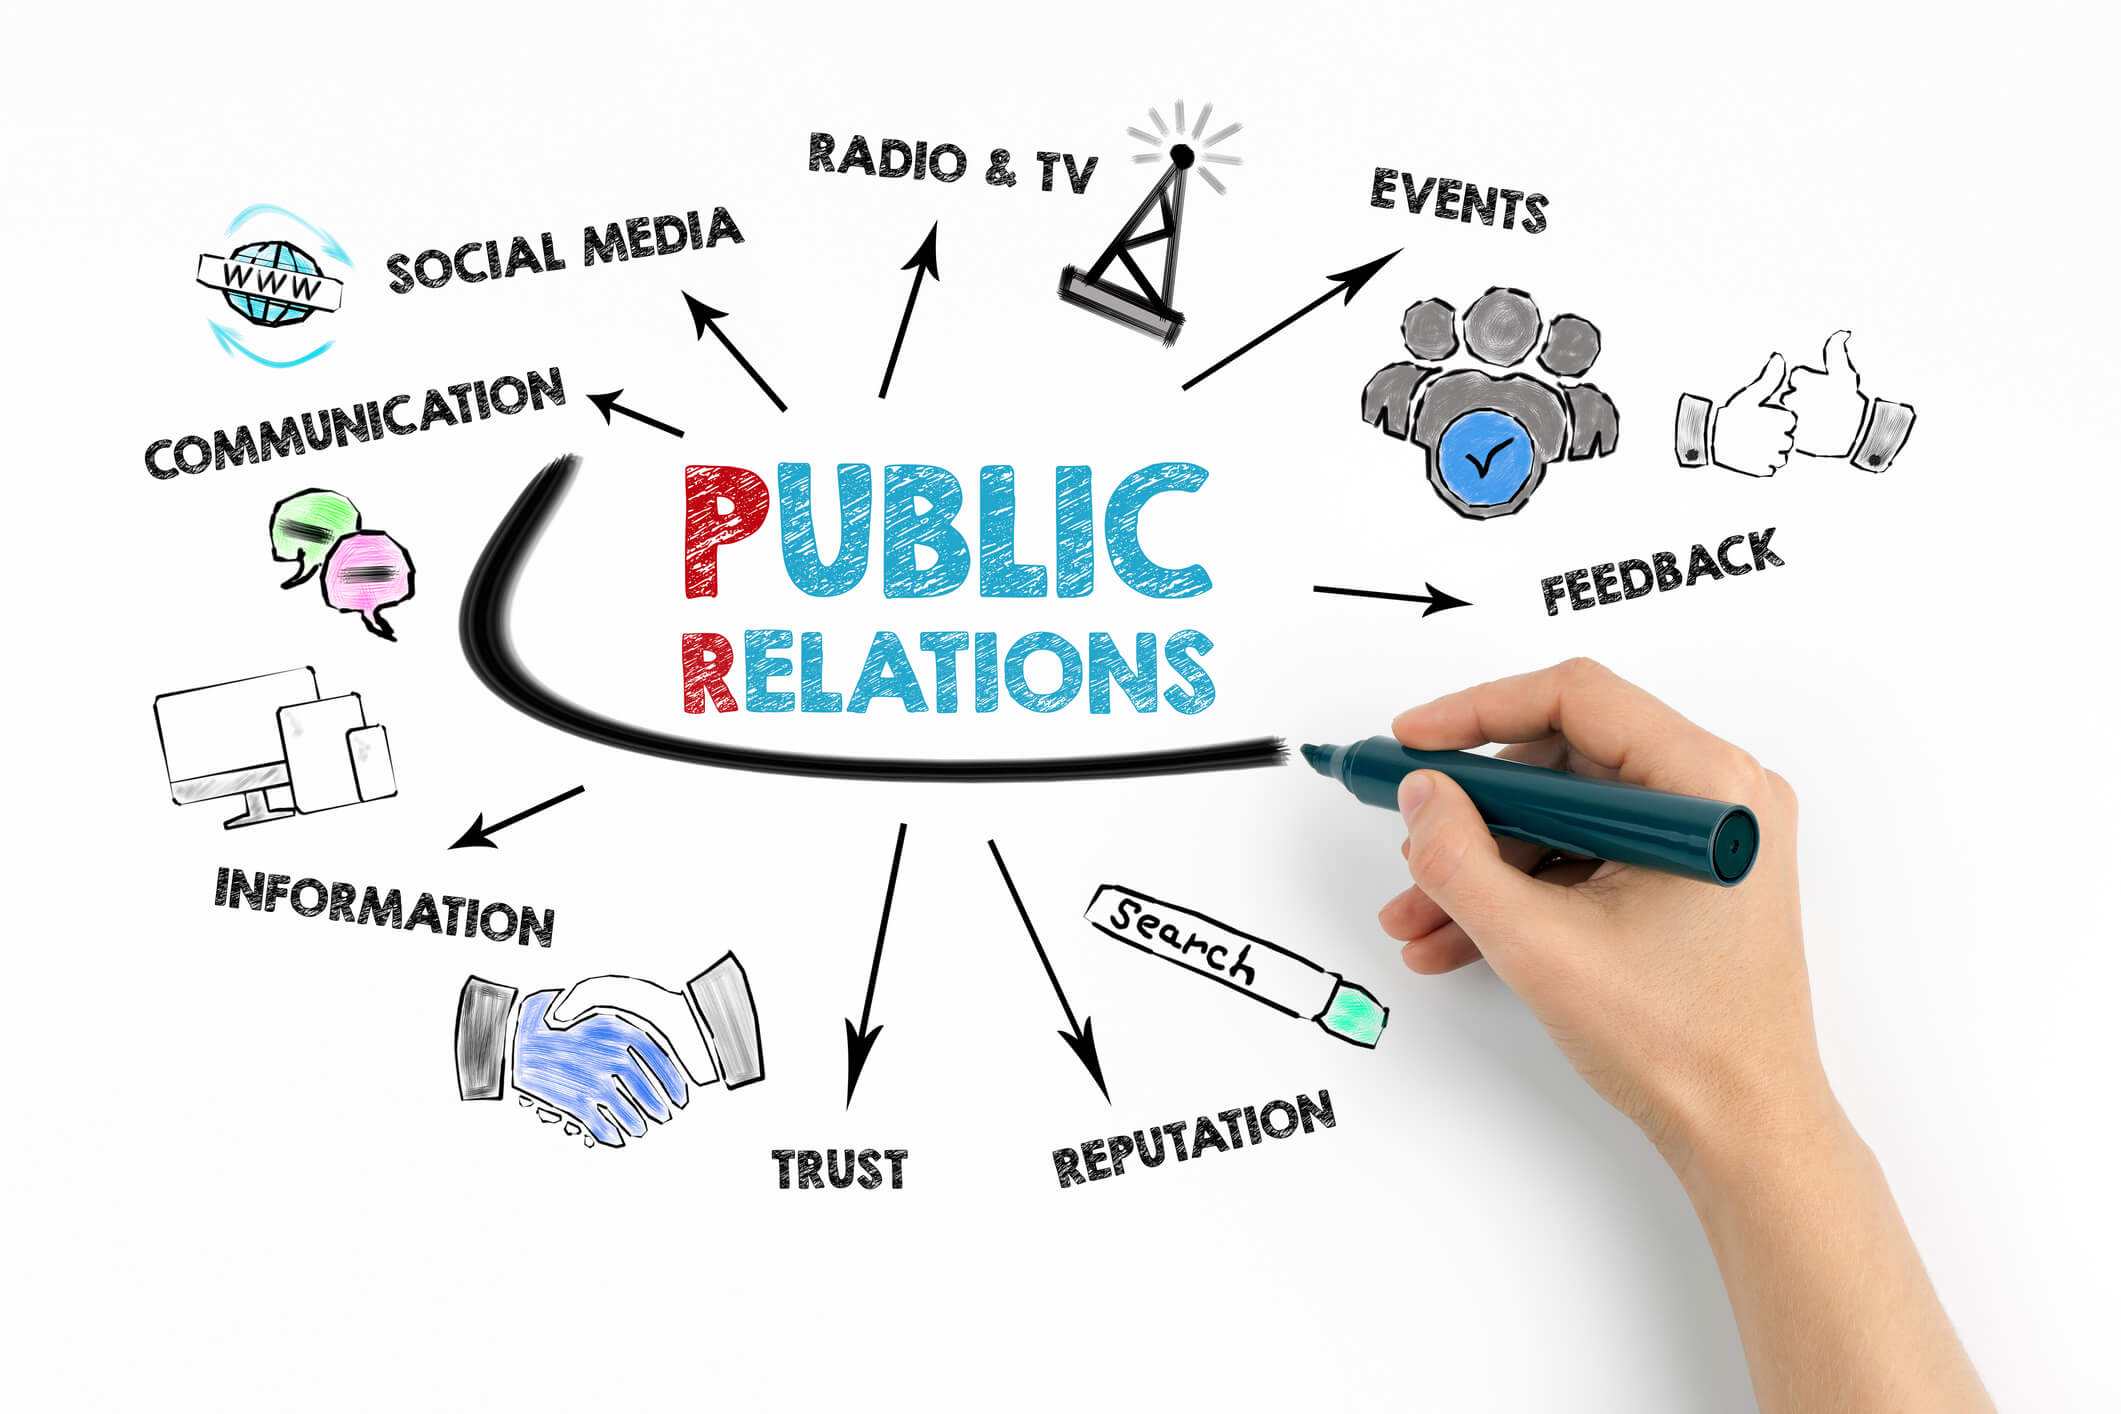 RADIO & TV
EVENTS
SOCIAL MEDIA
WWW
COMMUNICATION
PUBLIC
RELATIONS
FEEDBACK
INFORMATION
Search
TRUST
REPUTATION